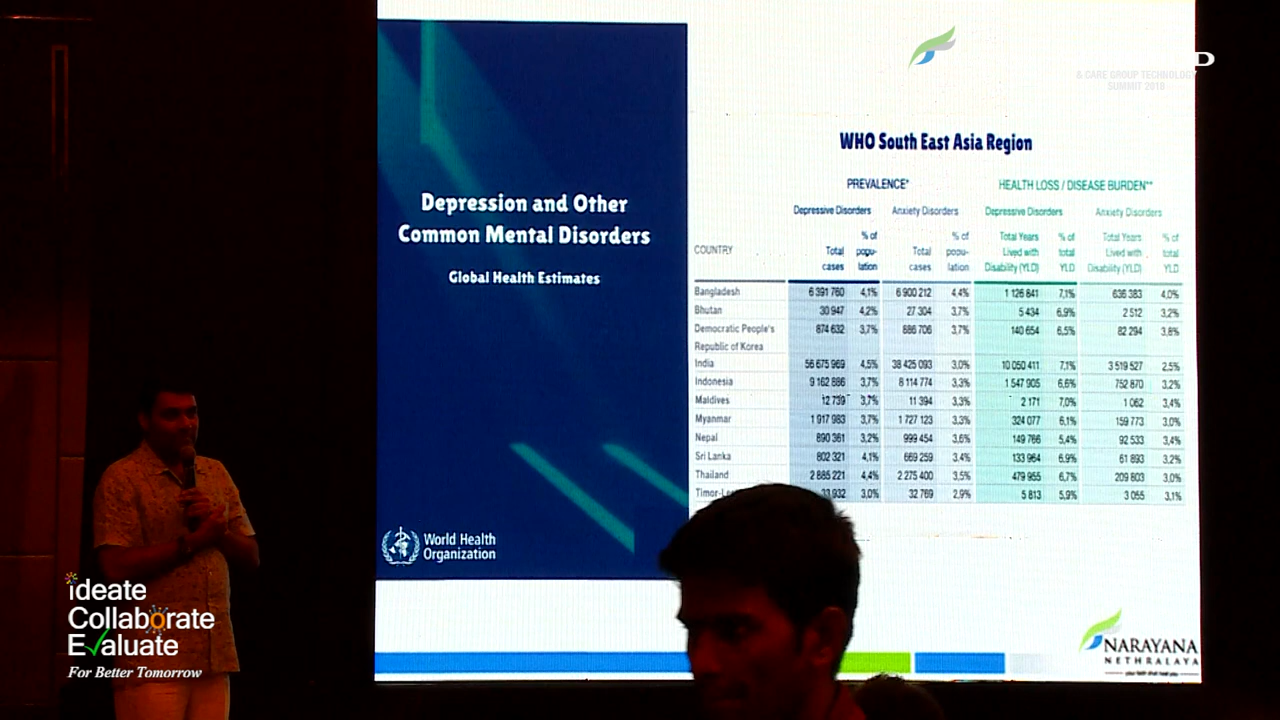 D
& CARE GROUP TECHNOLOGY
SUMMIT 2018
Depression and Other
Common Mental Disorders
Global Health Estimates
World Health
Organization
WHO South East Asia Region
PREVALENCE* HEALTH LOSS / DISEASE BURDEN**
Depressive Disorders Anxiety Disorders Depressive Disorders Anxiety Disorders
COUNTRY Total cases % of popu- lation Total cases % of popu- lation Total Years Lived with Disability (YLD) % of total YLD Total Years Lived with Disability (YLD) % of total YLD
Bangladesh 6 391 760 4,1% 6 900 212 4,4% 1 126 841 7,1% 636 383 4,0%
Bhutan 30 947 4,2% 27 304 3,7% 5 434 6,9% 2 512 3,2%
Democratic People's 874 632 3,7% 886 706 3,7% 140 654 6,5% 82 294 3,8%
Republic of Korea
India 56 675 969 4,5% 38 425 093 3,0% 10 050 411 7,1% 3 519 527 2,5%
Indonesia 9 162 886 3,7% 8 114 774 3,3% 1 547 905 6,6% 752 870 3,2%
Maldives 12 739 3,7% 11 394 3,3% 2 171 7,0% 1 062 3,4%
Myanmar 1 917 983 3,7% 1 727 123 3,3% 324 077 6,1% 159 773 3,0%
Nepal 890 361 3,2% 999 454 3,6% 149 766 5,4% 92 533 3,4%
Sri Lanka 802 321 4,1% 669 259 3,4% 133 964 6,9% 61 893 3,2%
Thailand 2 885 221 4,4% 2 275 400 3,5% 479 955 6,7% 209 803 3,0%
3,0% 32 769 2,9% 5 813 5,9% 3 055 3,1%
ideate
Collaborate
Evaluate
For Better Tomorrow
NARAYANA
NETHRALAYA